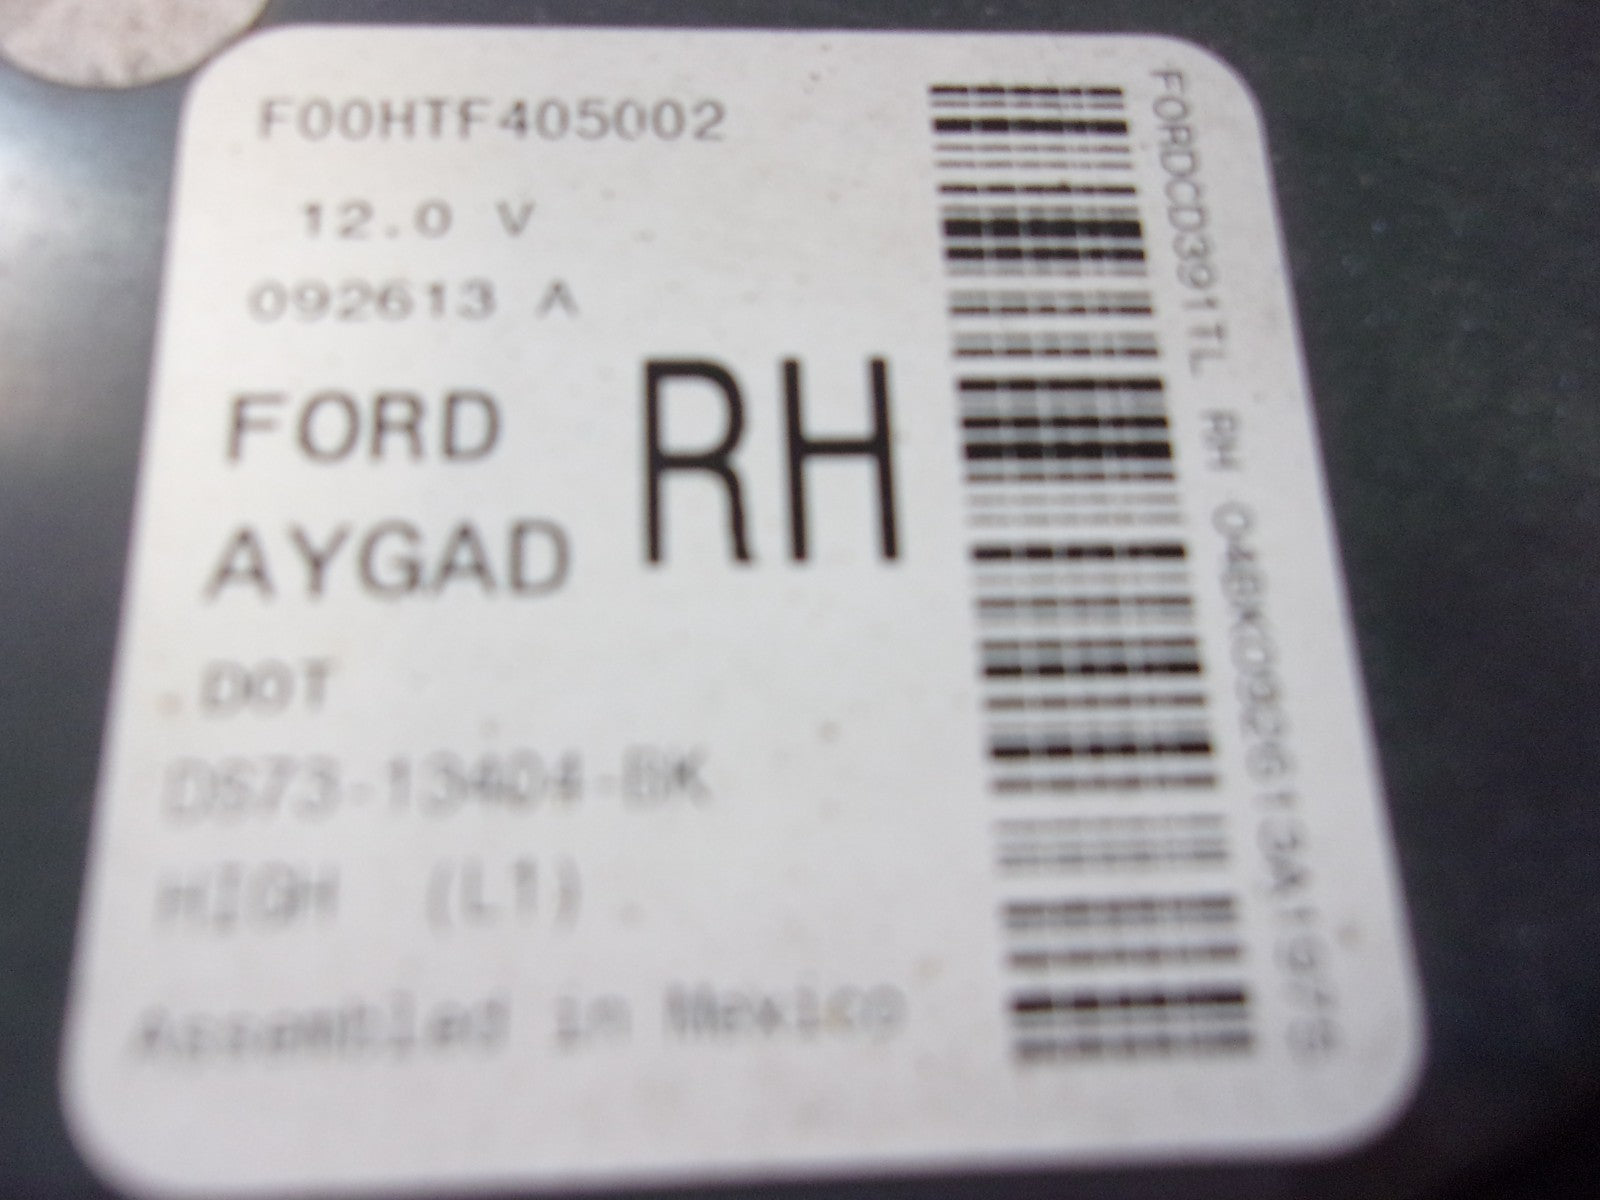 F00HTF405002
12.0 V
092613 A
FORD
RH
AYGAD
DOT
DS73-13404-BK
HIGH (L1)
Assembled in Mexico
FORDCD391TL RH